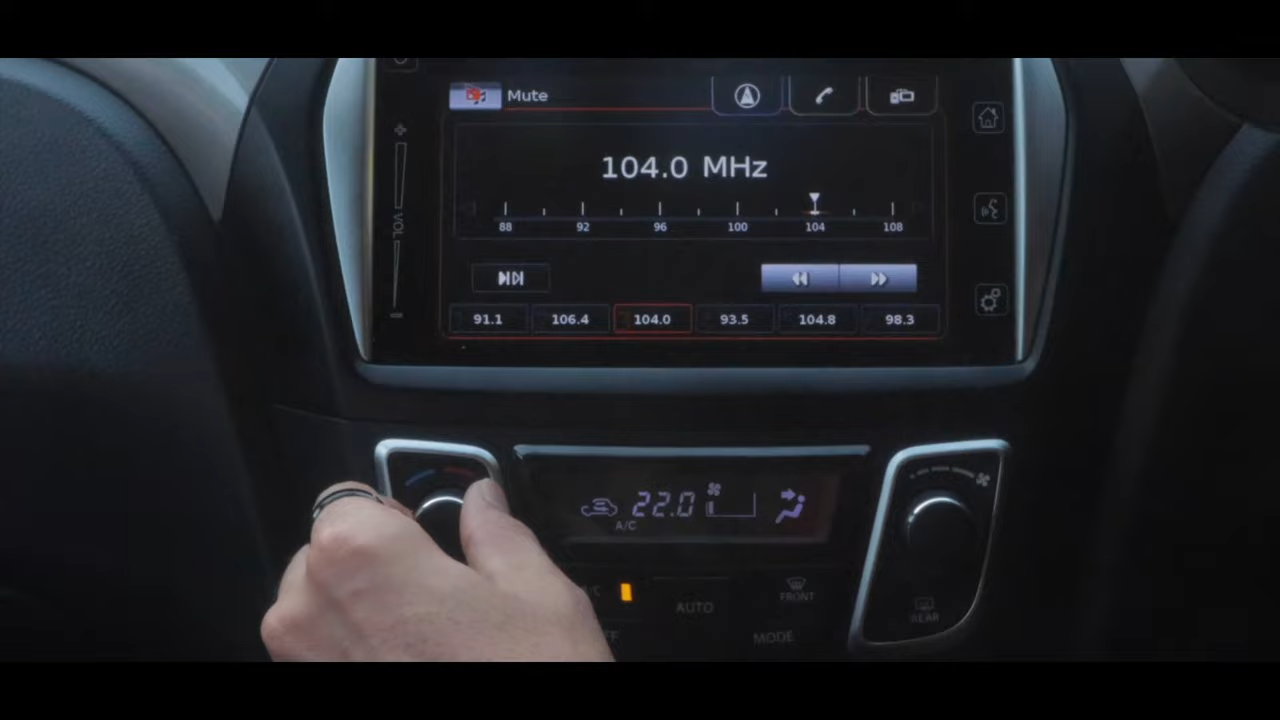 Mute
104.0 MHz
88 92 96 100 104 108
VOL
91.1 106.4 104.0 93.5 104.8 98.3
22.0
A/C
AUTO
FRONT
REAR
MODE